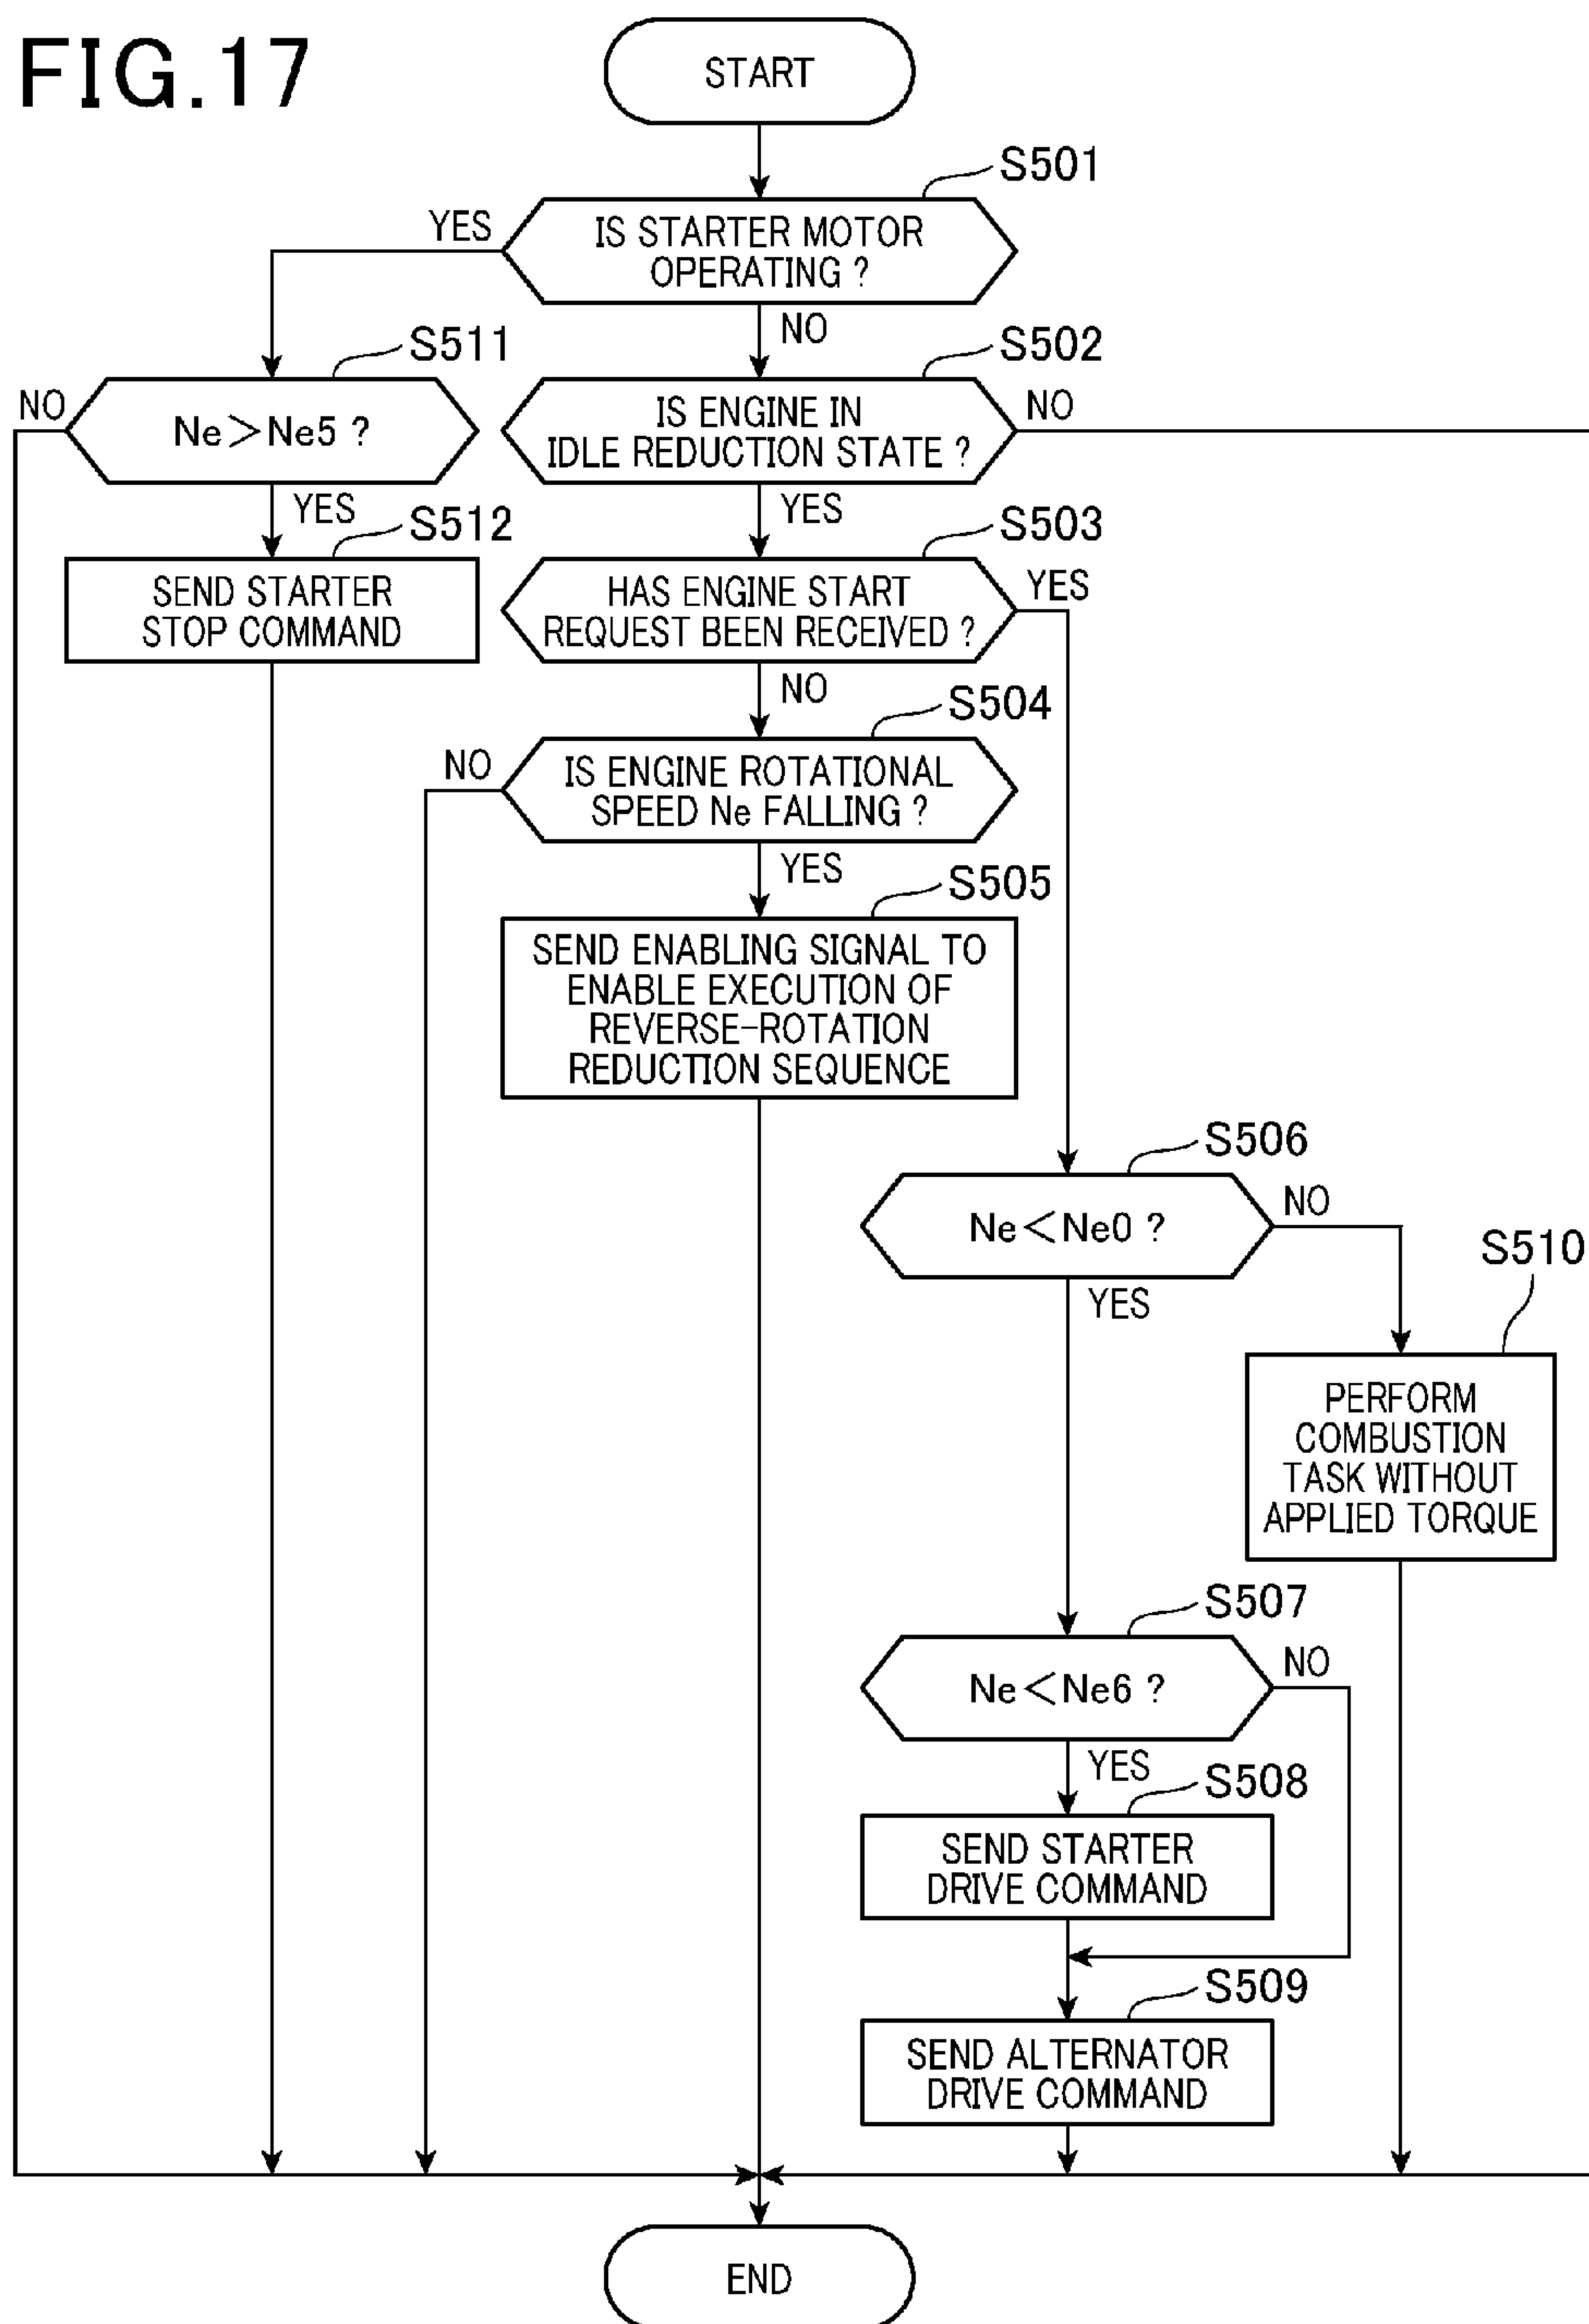 FIG.17
START
S501
YES
IS STARTER MOTOR
OPERATING ?
NO
S511
S502
NO
Ne>Ne5 ?
IS ENGINE IN
IDLE REDUCTION STATE ?
NO
YES
S512
YES
S503
SEND STARTER
STOP COMMAND
HAS ENGINE START
REQUEST BEEN RECEIVED ?
YES
NO
S504
NO
IS ENGINE ROTATIONAL
SPEED Ne FALLING ?
YES
S505
SEND ENABLING SIGNAL TO
ENABLE EXECUTION OF
REVERSE-ROTATION
REDUCTION SEQUENCE
S506
Ne<Ne0 ?
NO
S510
YES
PERFORM
COMBUSTION
TASK WITHOUT
APPLIED TORQUE
S507
Ne<Ne6 ?
NO
YES
S508
SEND STARTER
DRIVE COMMAND
S509
SEND ALTERNATOR
DRIVE COMMAND
END